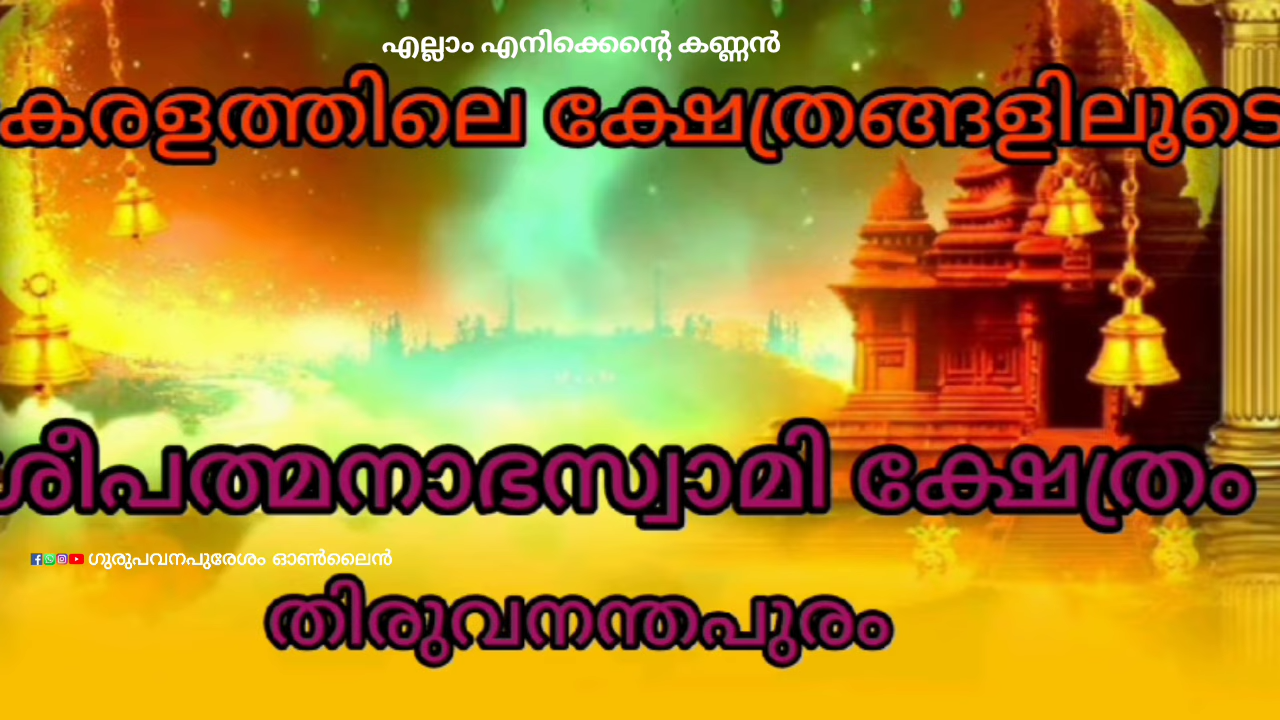 എല്ലാം എനിക്കെന്റെ കണ്ണൻ
കരളത്തിലെ ക്ഷേത്രങ്ങളിലൂടെ
ശീപത്മനാഭസ്വാമി ക്ഷേത്രം
ഗുരുപവനപുരേശം ഓൺലൈൻ
തിരുവനന്തപുരം